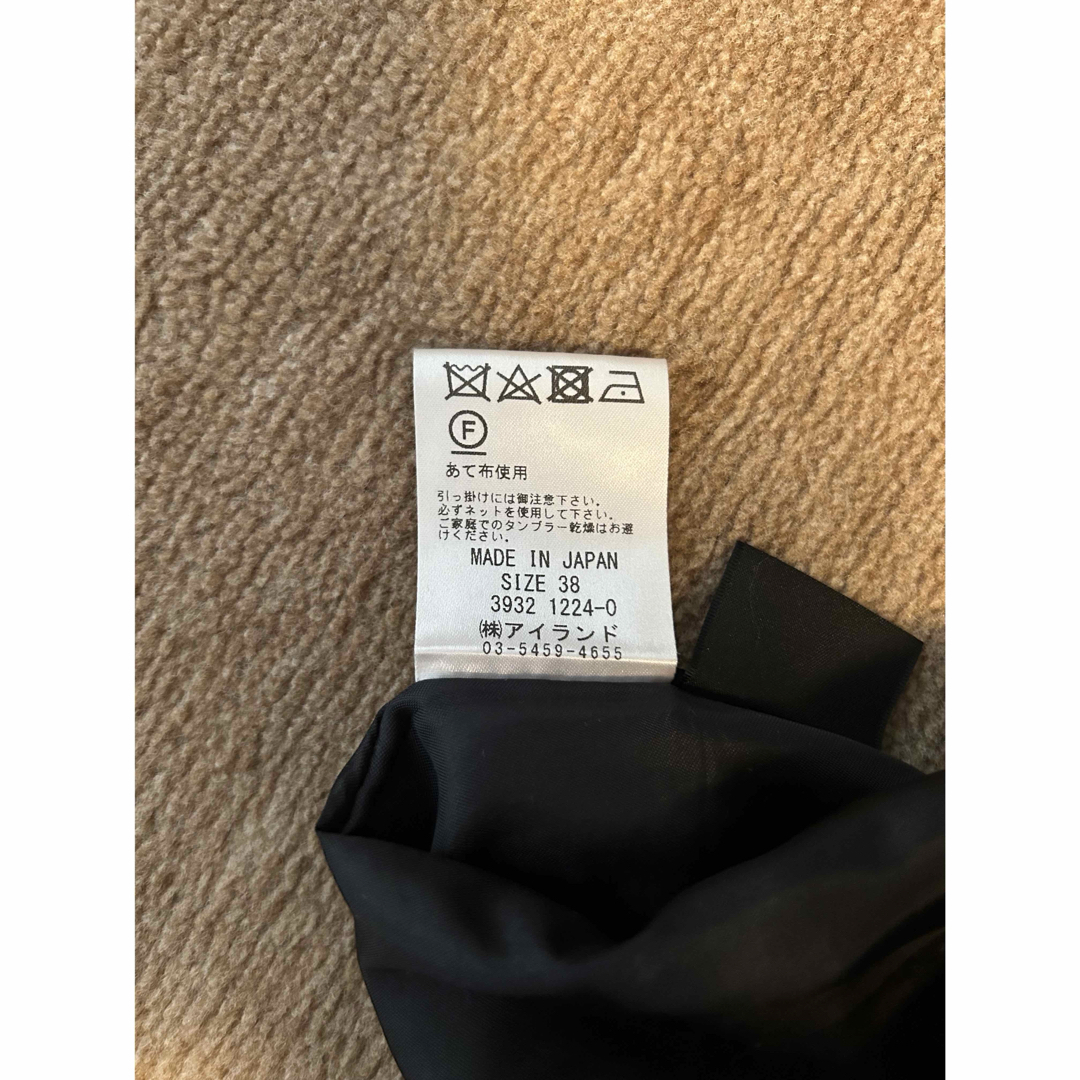 F
あて布使用
引っ掛けには御注意下さい。
必ずネットを使用して下さい。
ご家庭でのタンブラー乾燥はお避
けください。
MADE IN JAPAN
SIZE 38
3932 1224-0
㈱アイランド
03-5459-4655